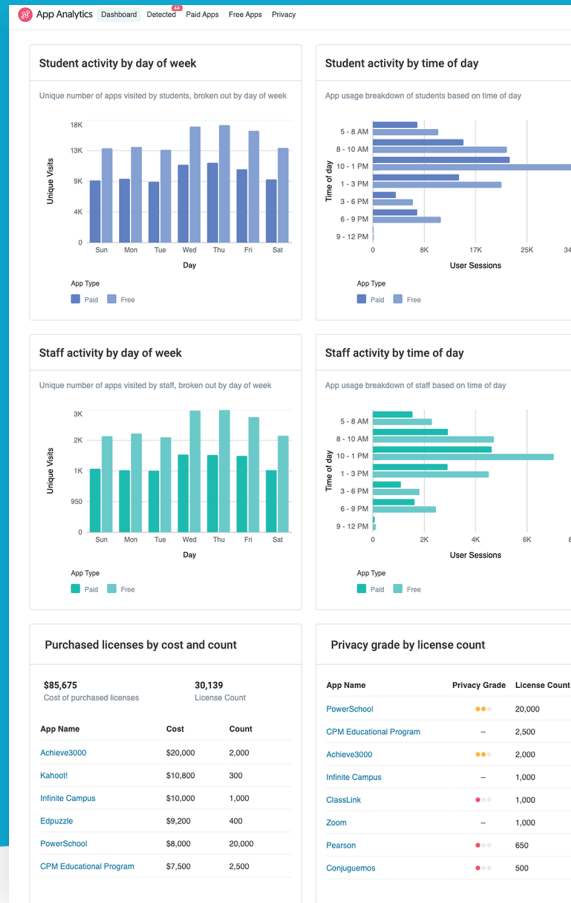 App Analytics Dashboard Detected 44 Paid Apps Free Apps Privacy
Student activity by day of week
Unique number of apps visited by students, broken out by day of week
Unique Visits
18K
13K
9K
4K
0
Sun Mon Tue Wed Thu Fri Sat
Day
App Type
Paid Free
Student activity by time of day
App usage breakdown of students based on time of day
Time of day
5 - 8 AM
8 - 10 AM
10 - 1 PM
1 - 3 PM
3 - 6 PM
6 - 9 PM
9 - 12 PM
0 8K 17K 25K 34
User Sessions
App Type
Paid Free
Staff activity by day of week
Unique number of apps visited by staff, broken out by day of week
Unique Visits
3K
2K
1K
950
0
Sun Mon Tue Wed Thu Fri Sat
Day
App Type
Paid Free
Staff activity by time of day
App usage breakdown of staff based on time of day
Time of day
5 - 8 AM
8 - 10 AM
10 - 1 PM
1 - 3 PM
3 - 6 PM
6 - 9 PM
9 - 12 PM
0 2K 4K 6K 8
User Sessions
App Type
Paid Free
Purchased licenses by cost and count
$85,675 30,139
Cost of purchased licenses License Count
App Name Cost Count
Achieve3000 $20,000 2,000
Kahoot! $10,800 300
Infinite Campus $10,000 1,000
Edpuzzle $9,200 400
PowerSchool $8,000 20,000
CPM Educational Program $7,500 2,500
Privacy grade by license count
App Name Privacy Grade License Count
PowerSchool 20,000
CPM Educational Program – 2,500
Achieve3000 2,000
Infinite Campus – 1,000
ClassLink 1,000
Zoom – 1,000
Pearson 650
Conjuguemos 500